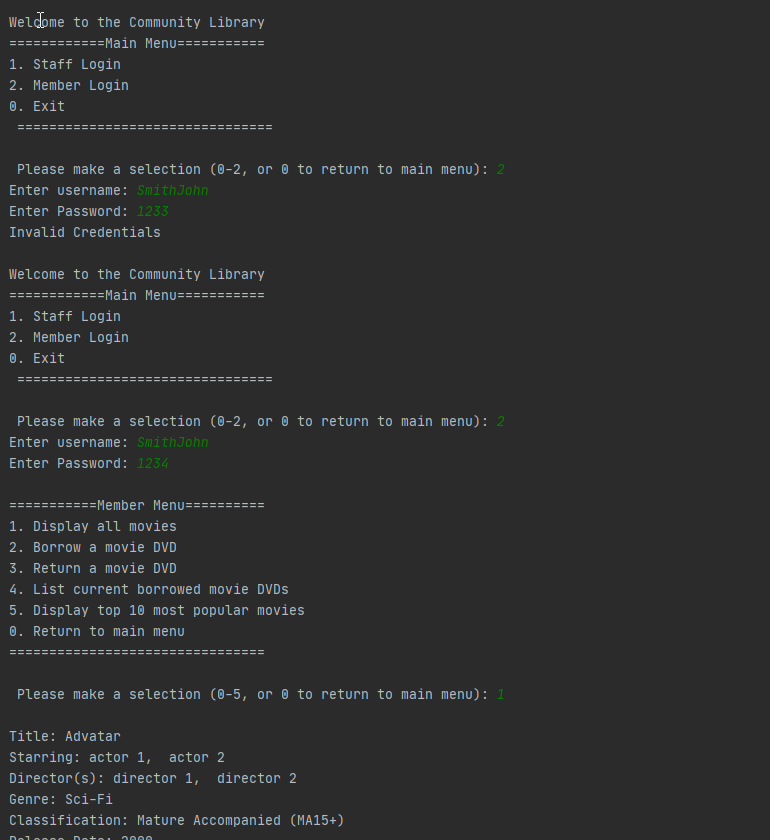 Welcome to the Community Library
============Main Menu===========
1. Staff Login
2. Member Login
0. Exit
 ================================
 Please make a selection (0-2, or 0 to return to main menu): 2
Enter username: SmithJohn
Enter Password: 1233
Invalid Credentials
Welcome to the Community Library
============Main Menu===========
1. Staff Login
2. Member Login
0. Exit
 ================================
 Please make a selection (0-2, or 0 to return to main menu): 2
Enter username: SmithJohn
Enter Password: 1234
===========Member Menu==========
1. Display all movies
2. Borrow a movie DVD
3. Return a movie DVD
4. List current borrowed movie DVDs
5. Display top 10 most popular movies
0. Return to main menu
================================
 Please make a selection (0-5, or 0 to return to main menu): 1
Title: Advatar
Starring: actor 1,  actor 2
Director(s): director 1,  director 2
Genre: Sci-Fi
Classification: Mature Accompanied (MA15+)
Release Date: 2000